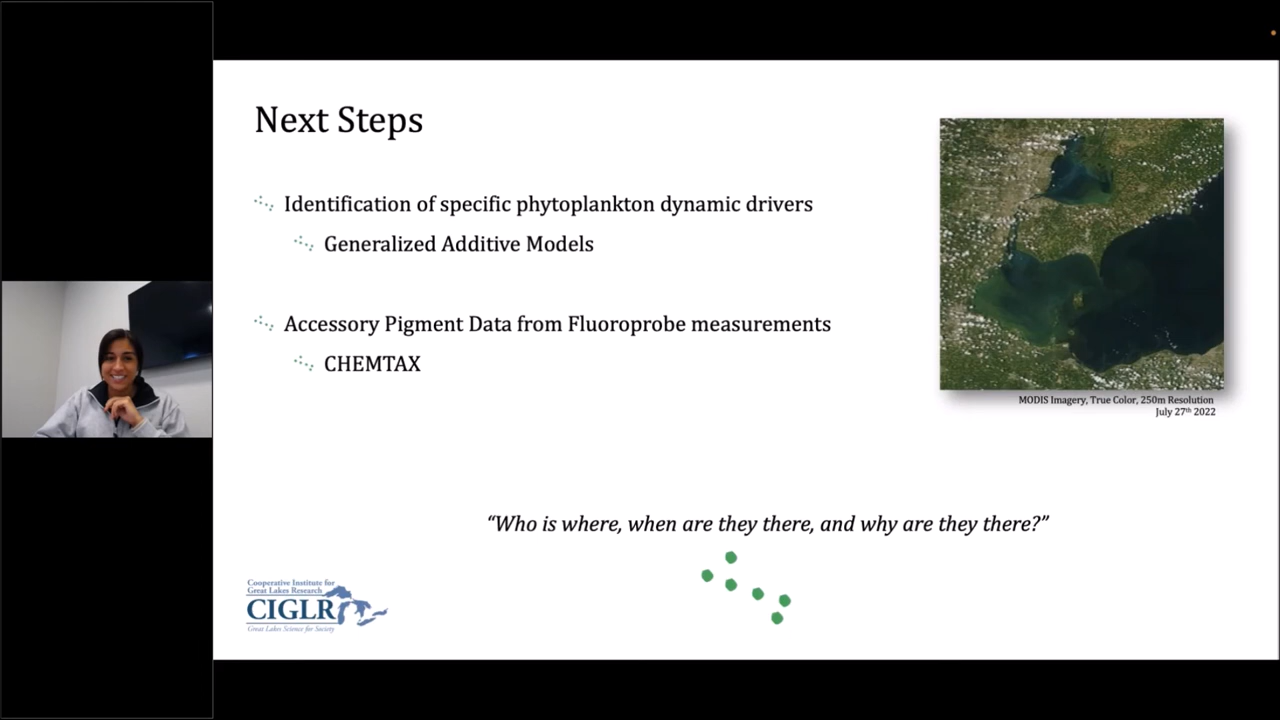 Next Steps
Identification of specific phytoplankton dynamic drivers
Generalized Additive Models
Accessory Pigment Data from Fluoroprobe measurements
CHEMTAX
MODIS Imagery, True Color, 250m Resolution
July 27th 2022
“Who is where, when are they there, and why are they there?”
Cooperative Institute for
Great Lakes Research
CIGLR
Great Lakes Science for Society